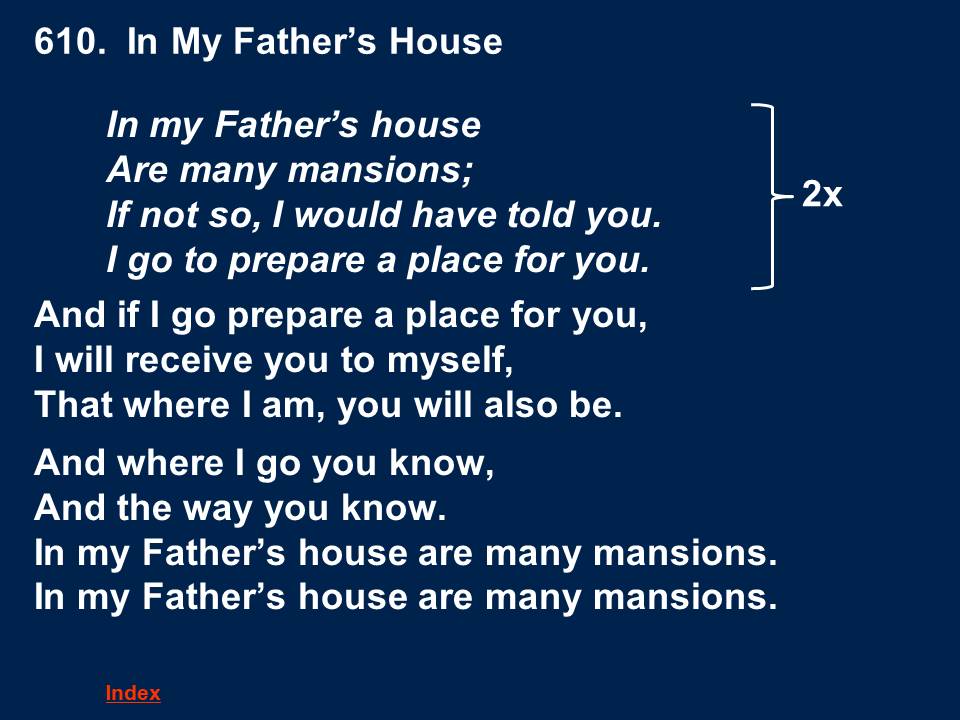 610.  In My Father’s House
In my Father’s house
Are many mansions;
If not so, I would have told you.
I go to prepare a place for you.
2x
And if I go prepare a place for you,
I will receive you to myself,
That where I am, you will also be.
And where I go you know,
And the way you know.
In my Father’s house are many mansions.
In my Father’s house are many mansions.
Index